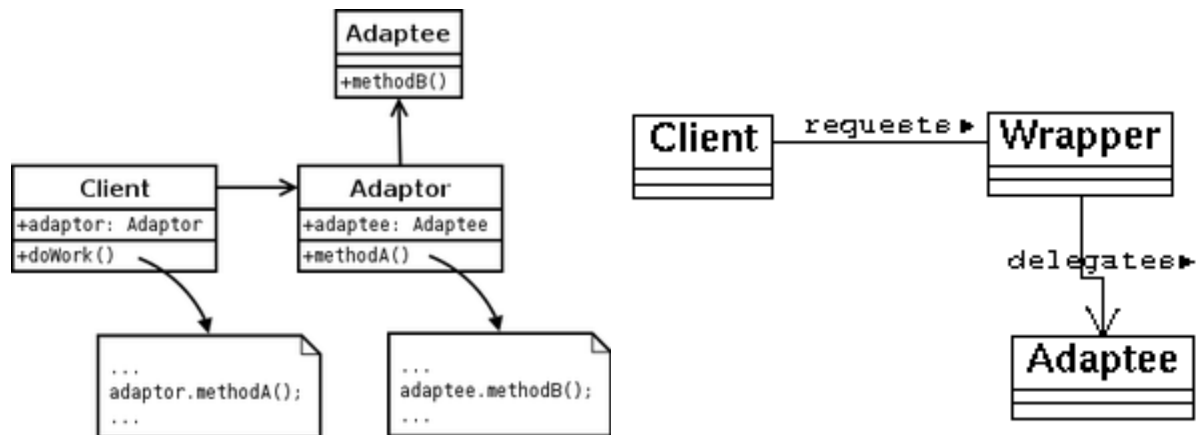 Adaptee
+methodB()
Client
+adaptor: Adaptor
+doWork()
Adaptor
+adaptee: Adaptee
+methodA()
...
adaptor.methodA();
...
...
adaptee.methodB();
...
Client
requests
Wrapper
delegates
Adaptee